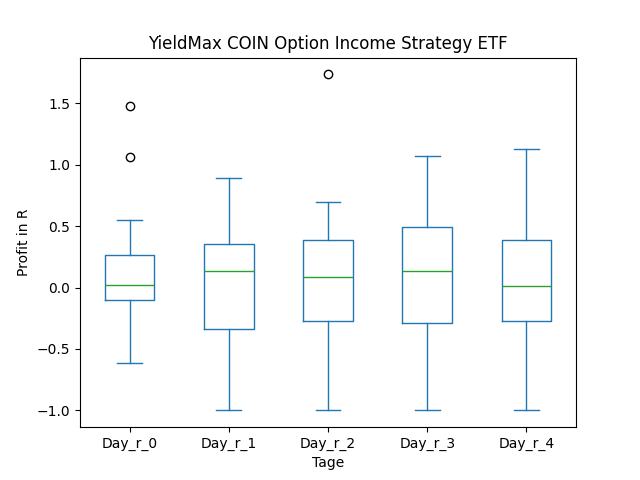 YieldMax COIN Option Income Strategy ETF
Profit in R
1.5
1.0
0.5
0.0
−0.5
−1.0
Day_r_0 Day_r_1 Day_r_2 Day_r_3 Day_r_4
Tage